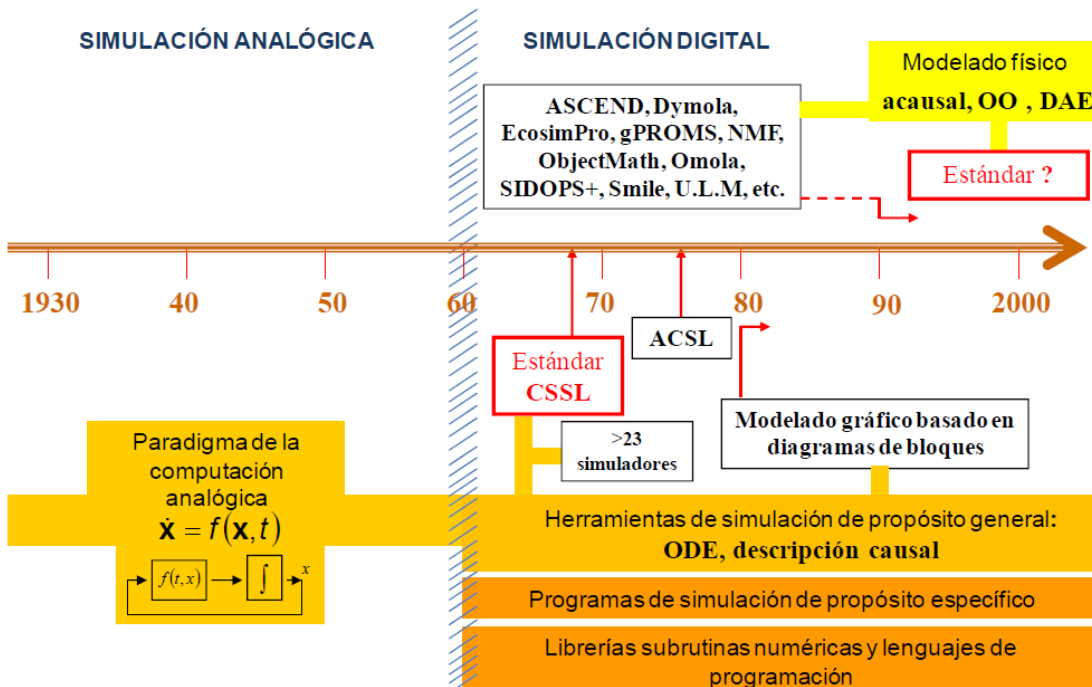 SIMULACIÓN ANALÓGICA
SIMULACIÓN DIGITAL
Modelado físico
acausal, OO , DAE
ASCEND, Dymola,
EcosimPro, gPROMS, NMF,
ObjectMath, Omola,
SIDOPS+, Smile, U.L.M, etc.
Estándar ?
1930
40
50
60
70
80
90
2000
ACSL
Estándar
CSSL
>23
simuladores
Modelado gráfico basado en
diagramas de bloques
Paradigma de la
computación
analógica
ẋ = f(x,t)
f(t,x)
∫
x
Herramientas de simulación de propósito general:
ODE, descripción causal
Programas de simulación de propósito específico
Librerías subrutinas numéricas y lenguajes de
programación